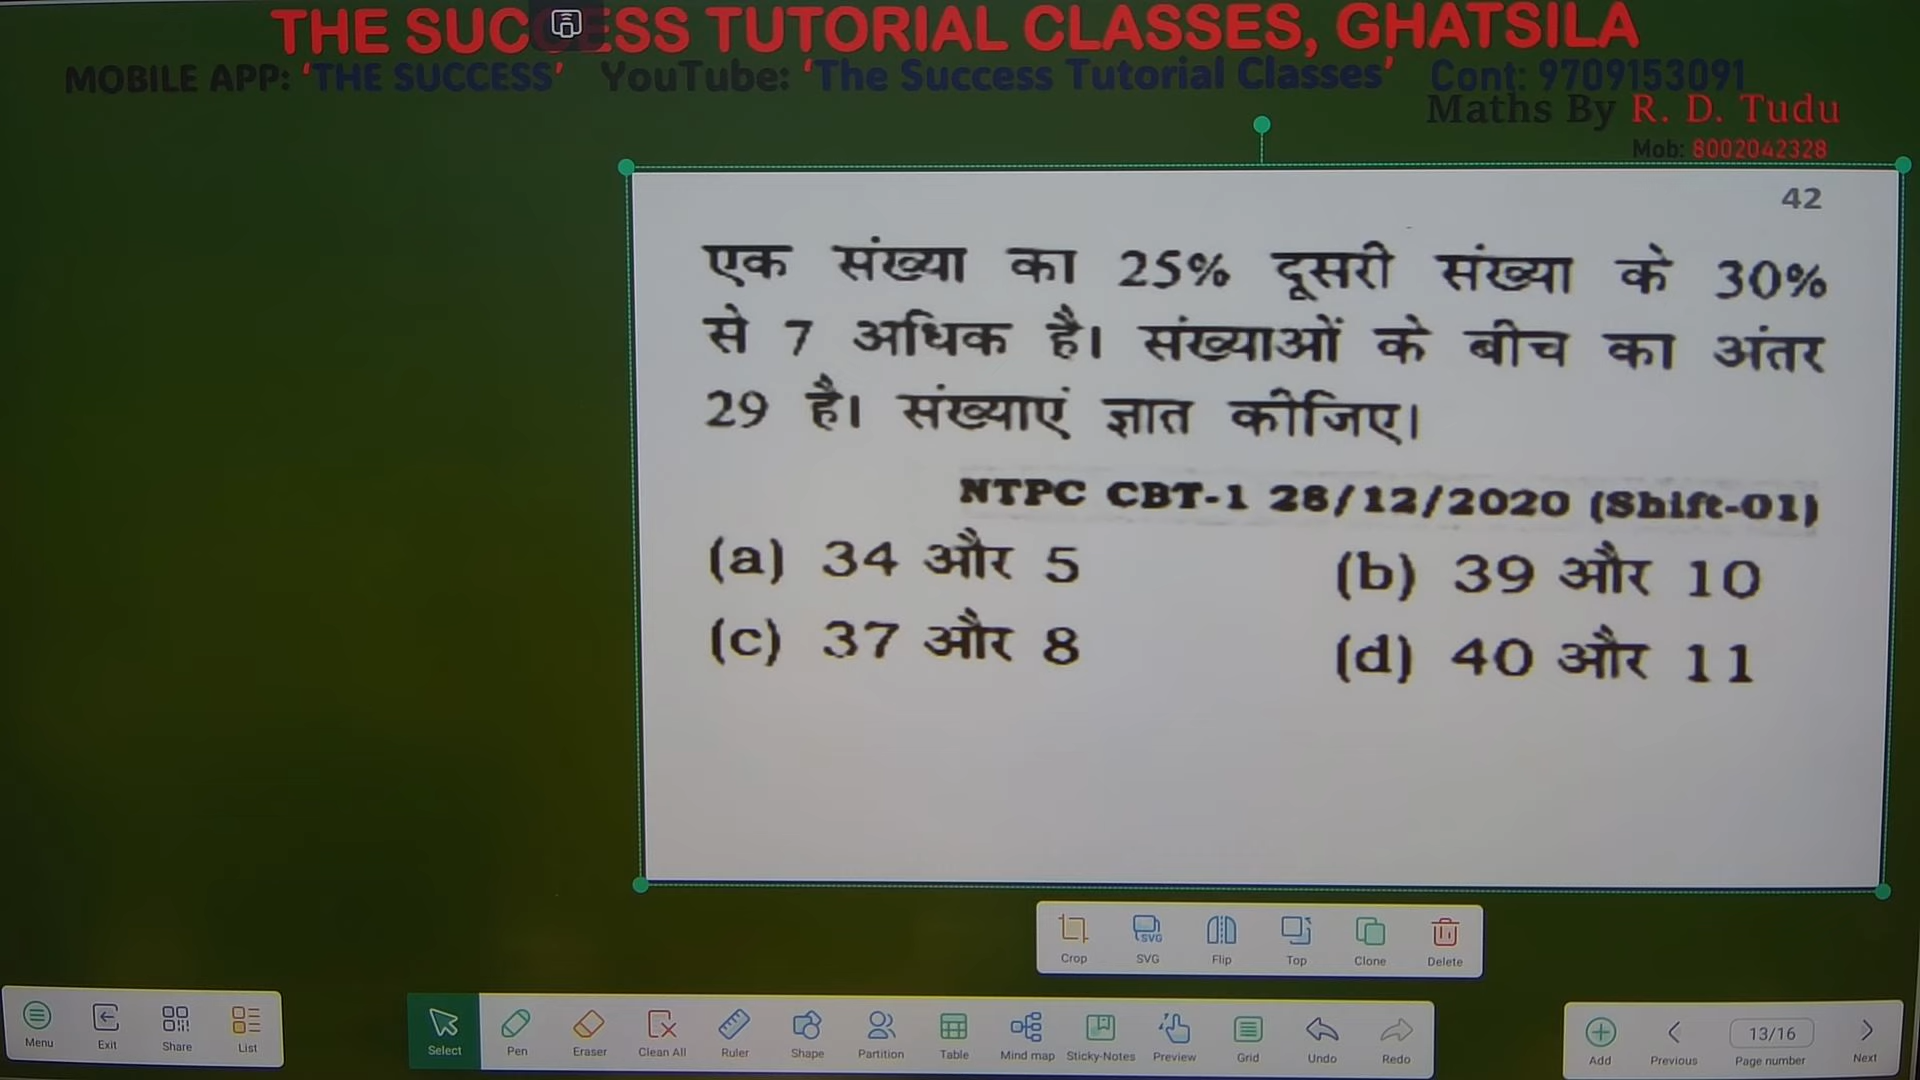 THE SUCCESS TUTORIAL CLASSES, GHATSILA
MOBILE APP: ‘THE SUCCESS’ YouTube: ‘The Success Tutorial Classes’ Cont: 9709153091
Maths By R. D. Tudu
Mob: 8002042328
42
एक संख्या का 25% दूसरी संख्या के 30%
से 7 अधिक है। संख्याओं के बीच का अंतर
29 है। संख्याएं ज्ञात कीजिए।
NTPC CBT-1 28/12/2020 (Shift-01)
(a) 34 और 5 (b) 39 और 10
(c) 37 और 8 (d) 40 और 11
Crop SVG Flip Top Clone Delete
Menu Exit Share List
Select Pen Eraser Clean All Ruler Shape Partition Table Mind map Sticky-Notes Preview Grid Undo Redo
Add Previous 13/16 Page number Next